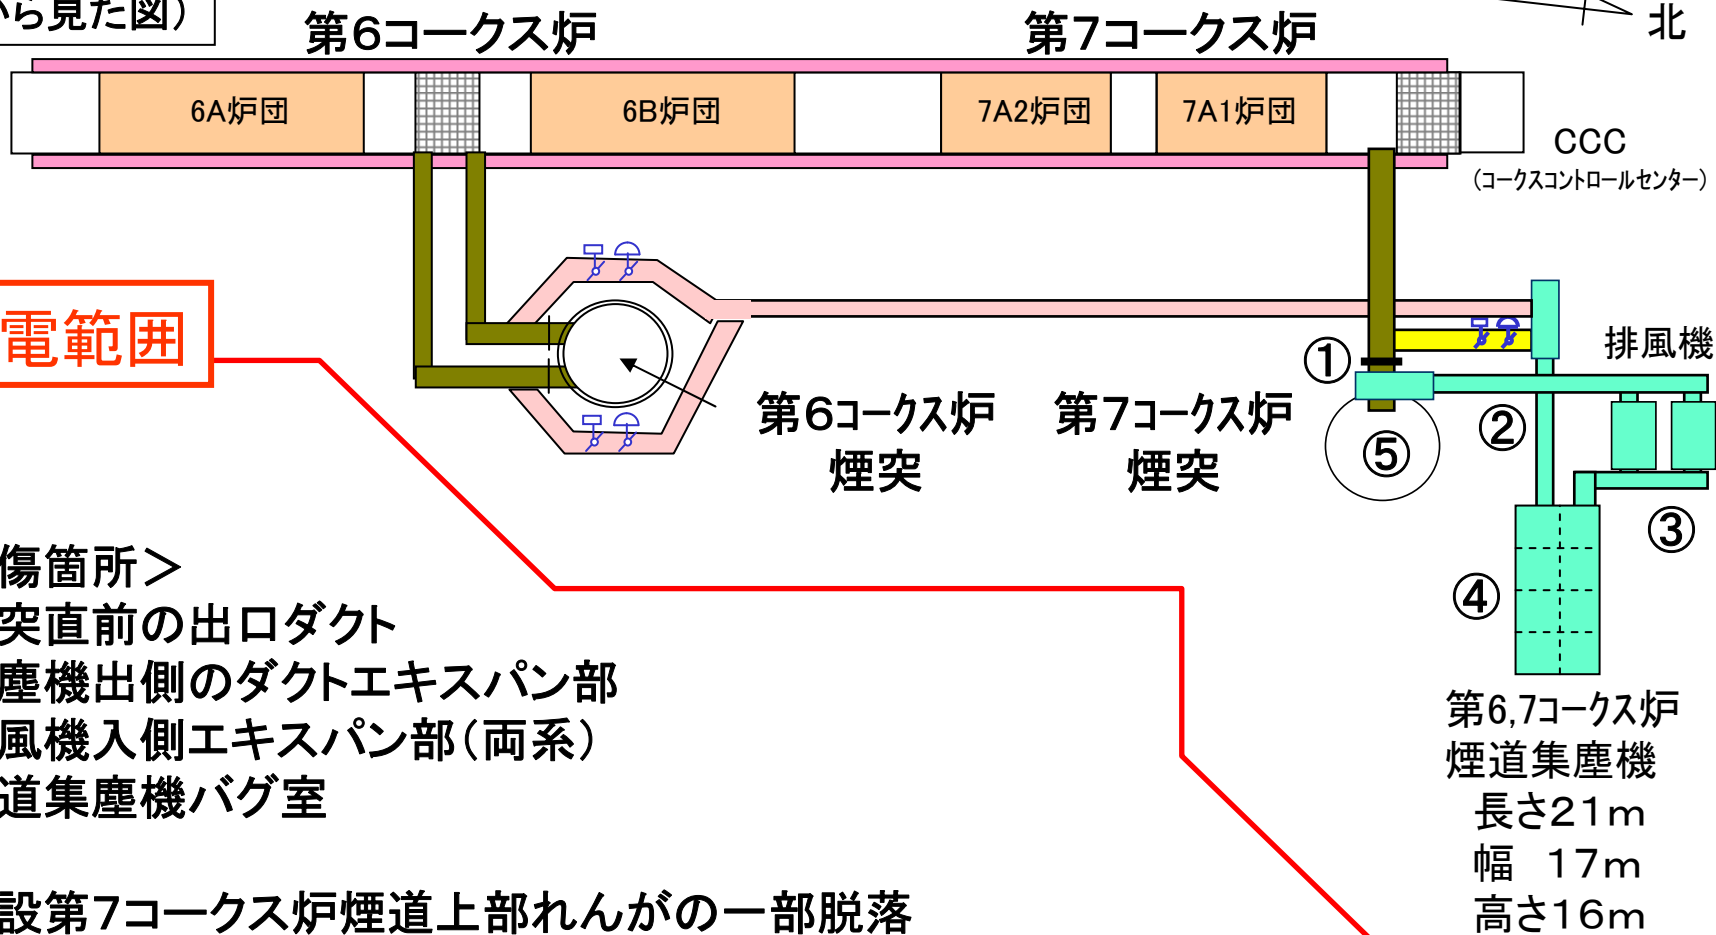 から見た図）
第6コークス炉
第7コークス炉
北
6A炉団
6B炉団
7A2炉団
7A1炉団
CCC
（コークスコントロールセンター）
電範囲
①
排風機
第6コークス炉
煙突
第7コークス炉
煙突
②
⑤
③
④
傷箇所＞
突直前の出口ダクト
塵機出側のダクトエキスパン部
風機入側エキスパン部（両系）
道集塵機バグ室
設第7コークス炉煙道上部れんがの一部脱落
第6,7コークス炉
煙道集塵機
長さ21m
幅　17m
高さ16m